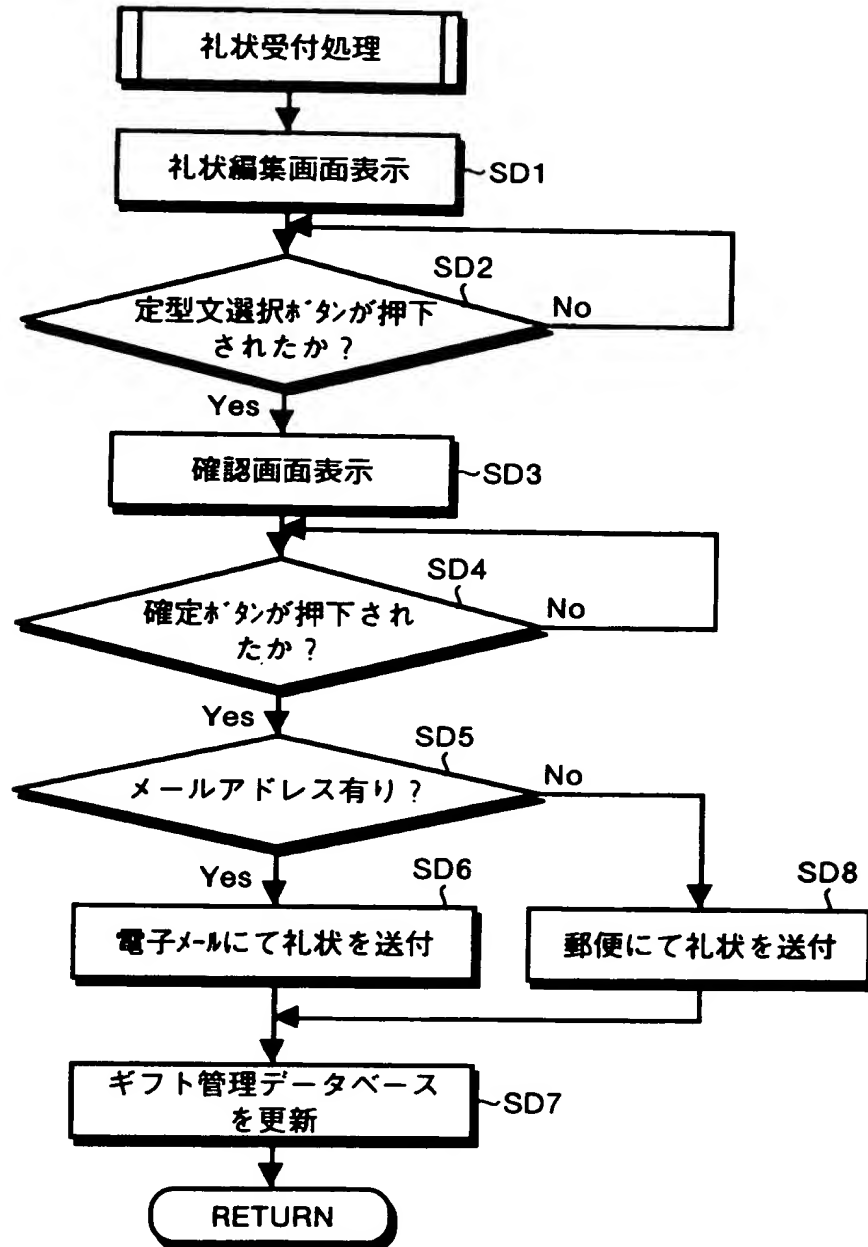 礼状受付処理
礼状編集画面表示
SD1
SD2
定型文選択ﾎﾞﾀﾝが押下
されたか？
No
Yes
確認画面表示
SD3
SD4
確定ﾎﾞﾀﾝが押下され
たか？
No
Yes
SD5
メールアドレス有り？
No
Yes
SD6
電子ﾒｰﾙにて礼状を送付
SD8
郵便にて礼状を送付
ギフト管理データベース
を更新
SD7
RETURN